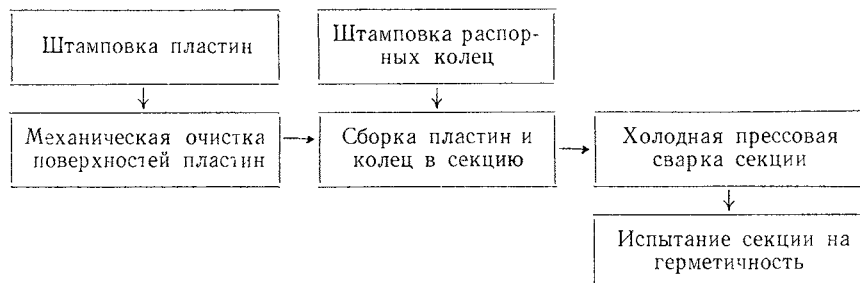 Штамповка пластин
Штамповка распор-
ных колец
Механическая очистка
поверхностей пластин
Сборка пластин и
колец в секцию
Холодная прессовая
сварка секции
Испытание секции на
герметичность